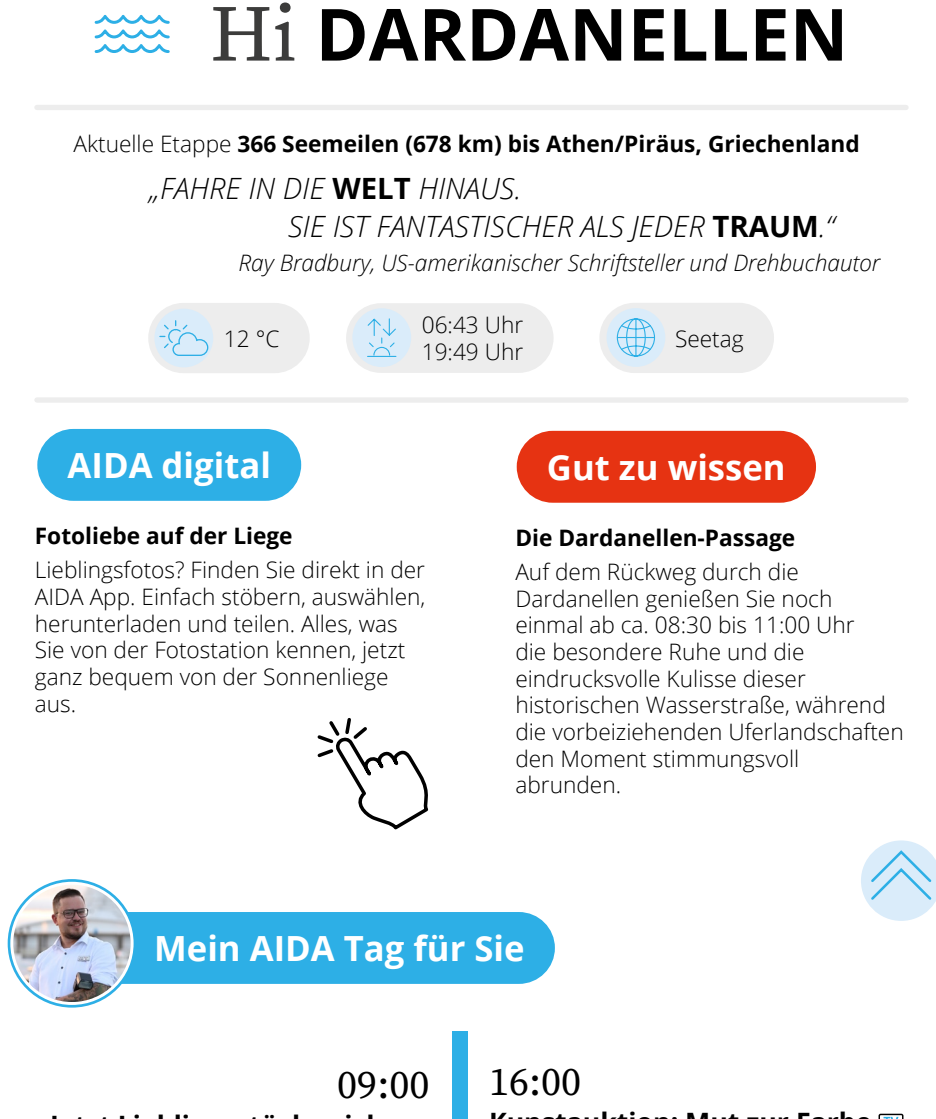 Hi DARDANELLEN
Aktuelle Etappe 366 Seemeilen (678 km) bis Athen/Piräus, Griechenland
„FAHRE IN DIE WELT HINAUS.
SIE IST FANTASTISCHER ALS JEDER TRAUM.“
Ray Bradbury, US-amerikanischer Schriftsteller und Drehbuchautor
12 °C
06:43 Uhr
19:49 Uhr
Seetag
AIDA digital
Fotoliebe auf der Liege
Lieblingsfotos? Finden Sie direkt in der
AIDA App. Einfach stöbern, auswählen,
herunterladen und teilen. Alles, was
Sie von der Fotostation kennen, jetzt
ganz bequem von der Sonnenliege
aus.
Gut zu wissen
Die Dardanellen-Passage
Auf dem Rückweg durch die
Dardanellen genießen Sie noch
einmal ab ca. 08:30 bis 11:00 Uhr
die besondere Ruhe und die
eindrucksvolle Kulisse dieser
historischen Wasserstraße, während
die vorbeiziehenden Uferlandschaften
den Moment stimmungsvoll
abrunden.
Mein AIDA Tag für Sie
09:00
16:00
Kunstauktion: Mut zur Farbe